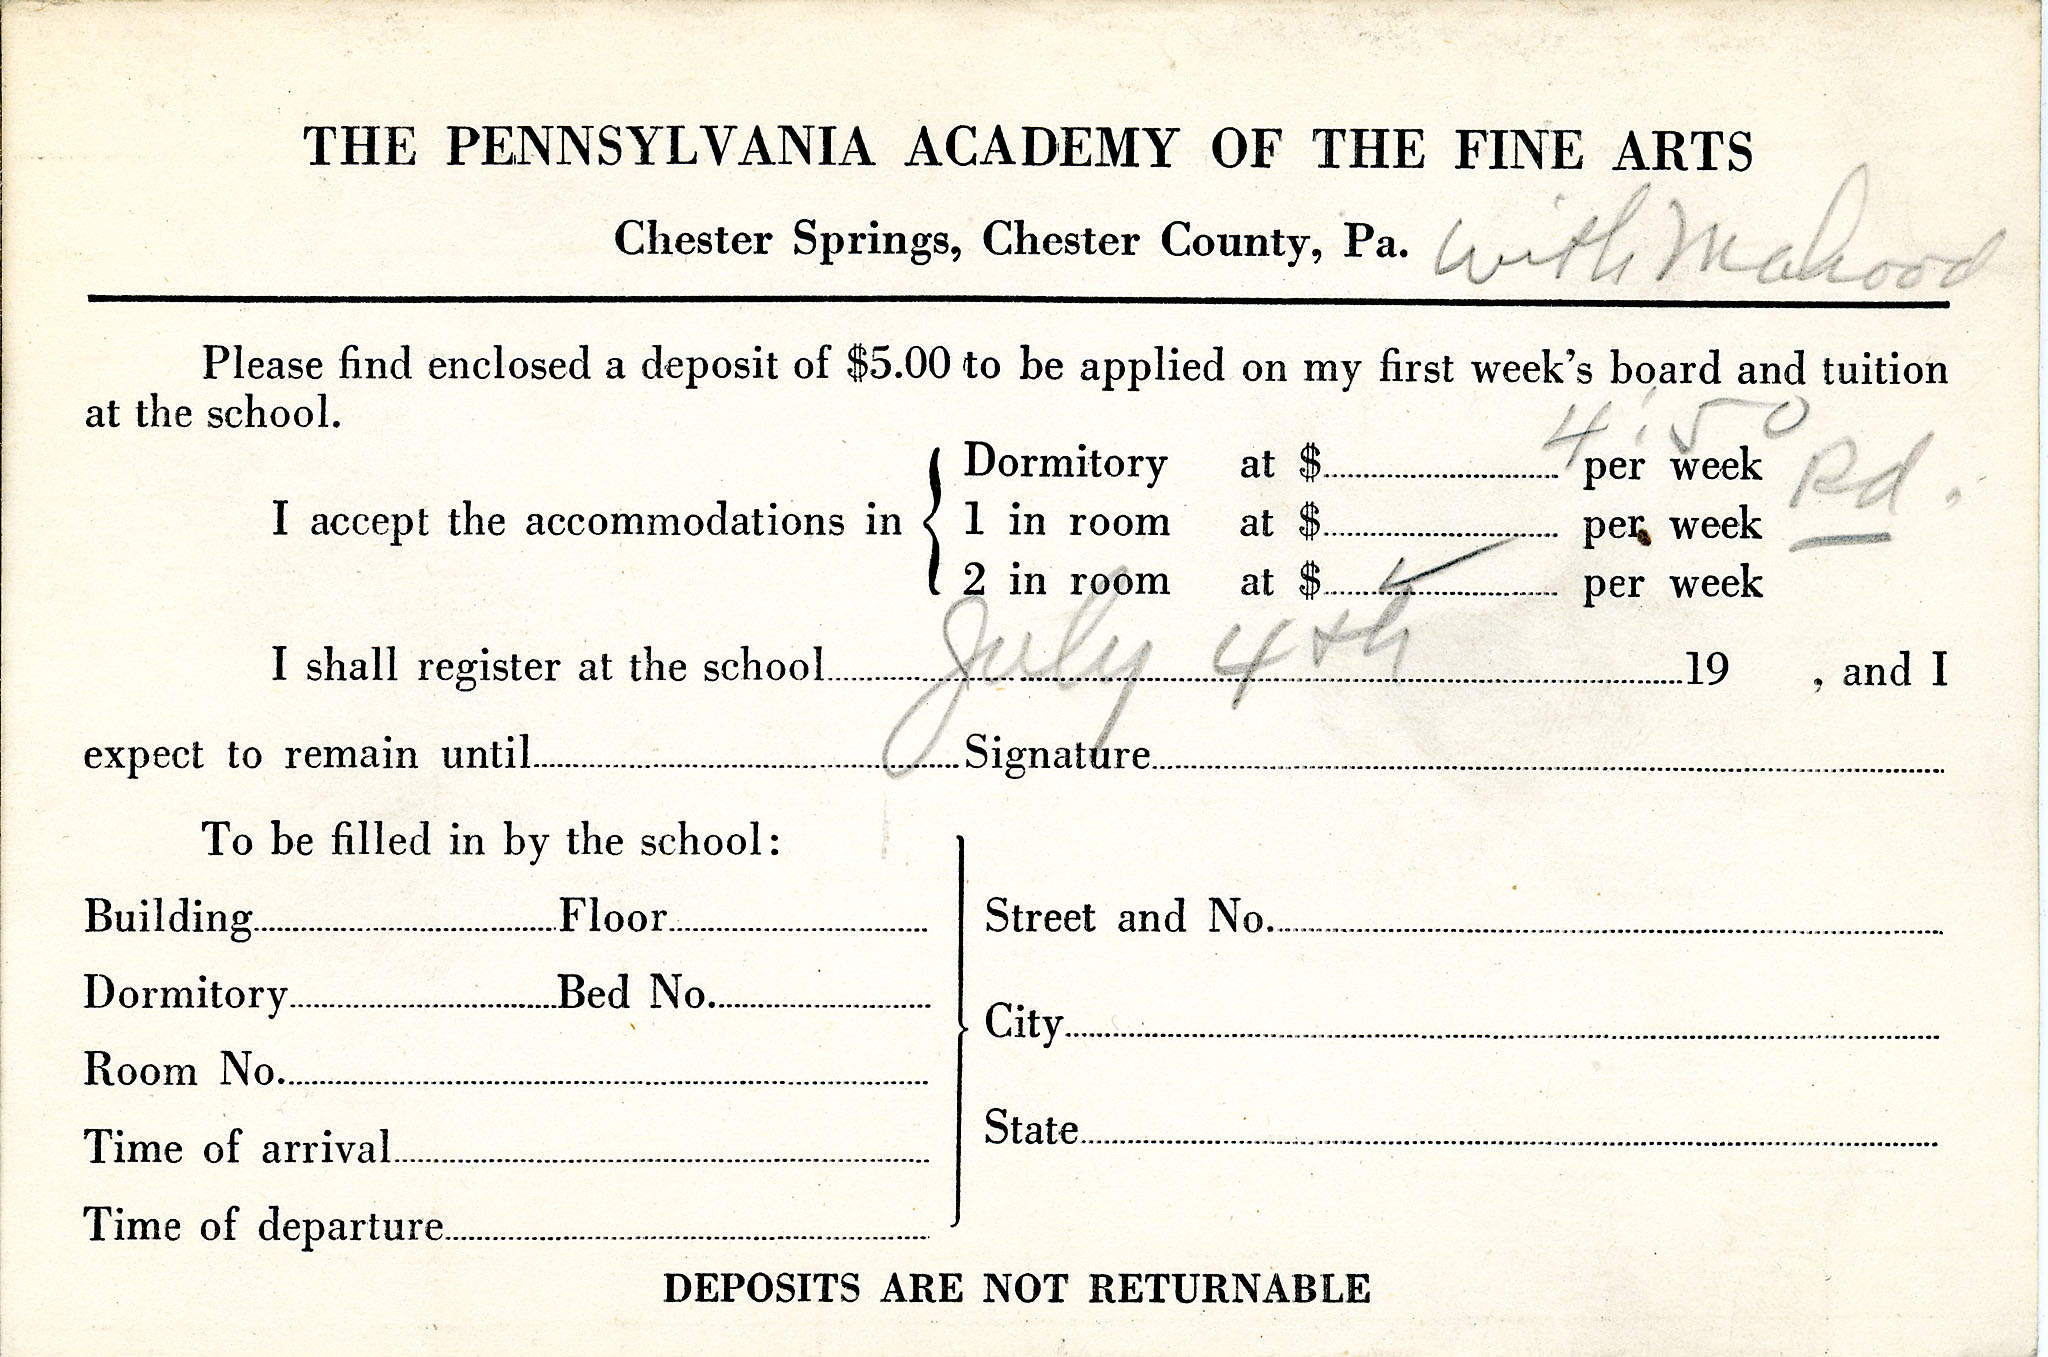 THE PENNSYLVANIA ACADEMY OF THE FINE ARTS
Chester Springs, Chester County, Pa. with Mahood
Please find enclosed a deposit of $5.00 to be applied on my first week's board and tuition
at the school.
4.50
Dormitory at $ per week Pd.
I accept the accommodations in 1 in room at $ per week
2 in room at $ ✓ per week
I shall register at the school July 4th 19 , and I
expect to remain until Signature
To be filled in by the school:
Building Floor
Street and No.
Dormitory Bed No.
City
Room No.
State
Time of arrival
Time of departure
DEPOSITS ARE NOT RETURNABLE